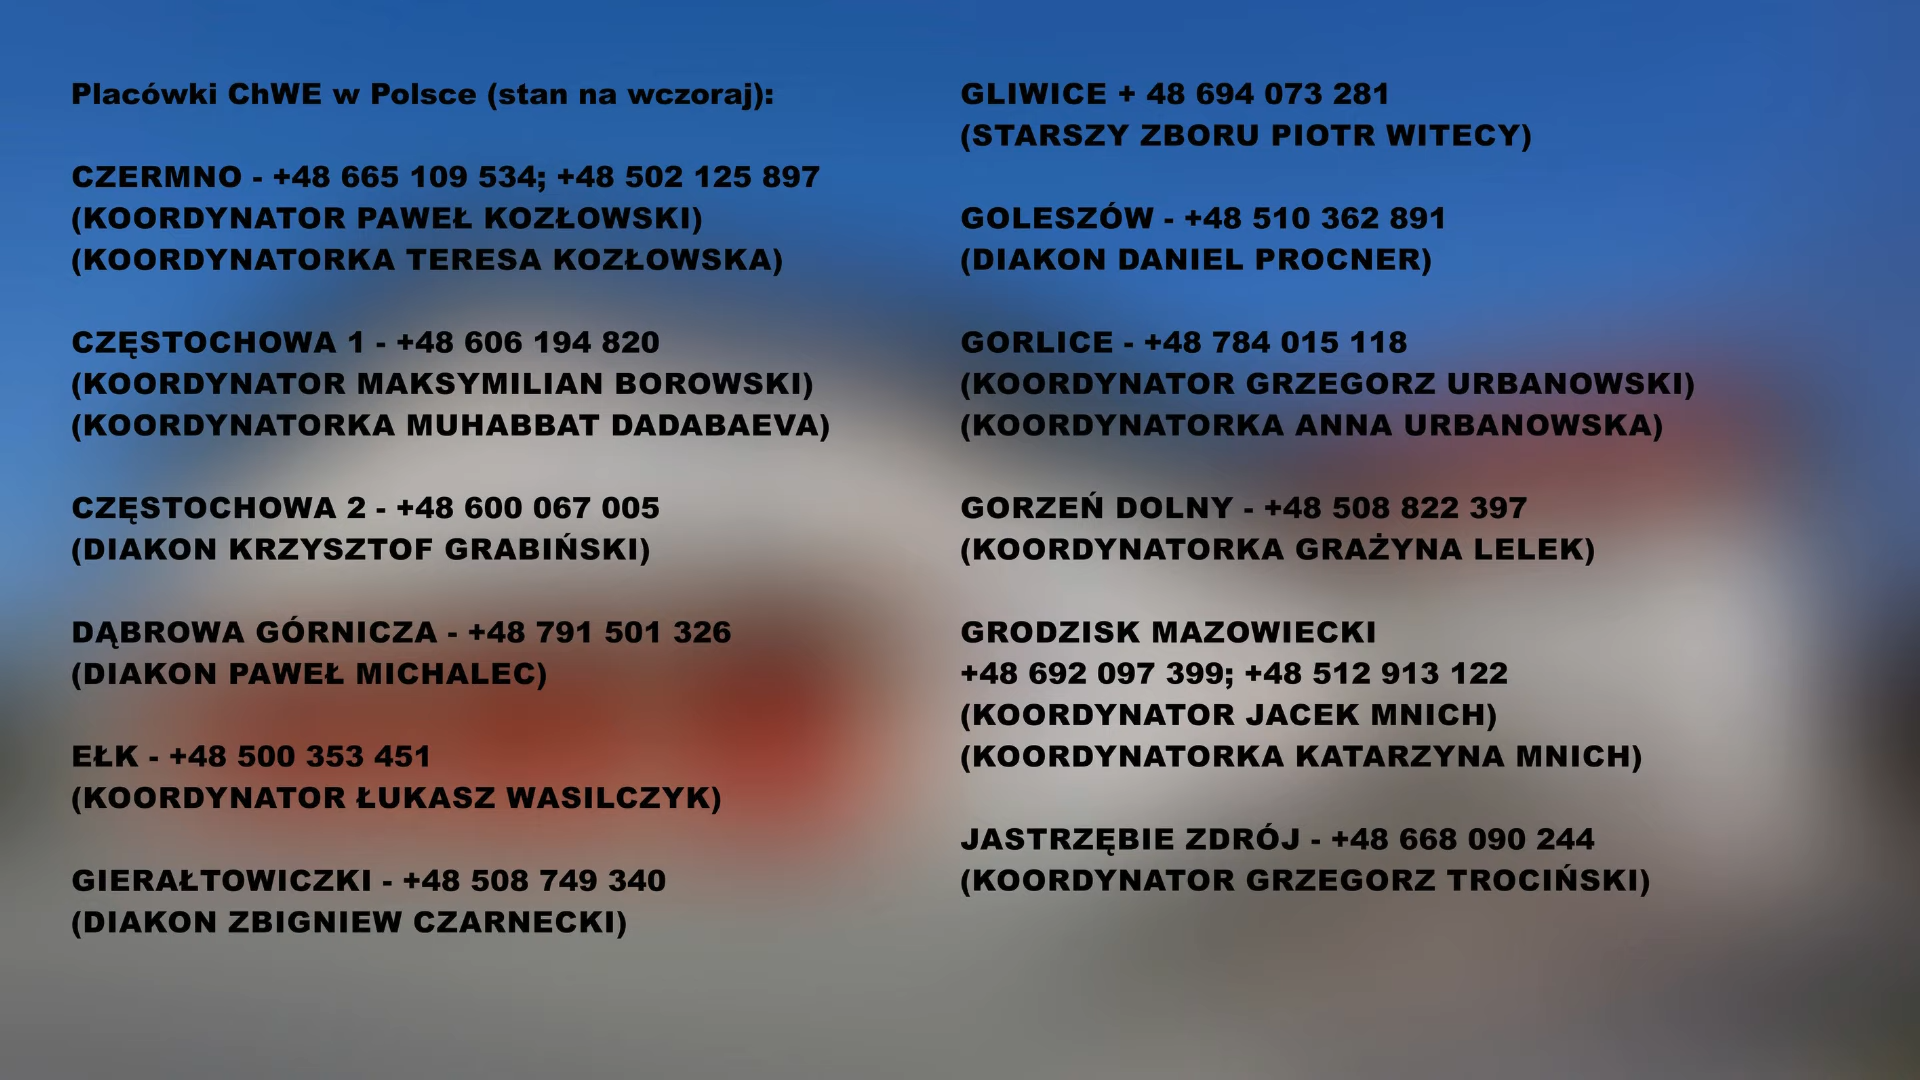 Placówki ChWE w Polsce (stan na wczoraj):
CZERMNO - +48 665 109 534; +48 502 125 897
(KOORDYNATOR PAWEŁ KOZŁOWSKI)
(KOORDYNATORKA TERESA KOZŁOWSKA)
CZĘSTOCHOWA 1 - +48 606 194 820
(KOORDYNATOR MAKSYMILIAN BOROWSKI)
(KOORDYNATORKA MUHABBAT DADABAEVA)
CZĘSTOCHOWA 2 - +48 600 067 005
(DIAKON KRZYSZTOF GRABIŃSKI)
DĄBROWA GÓRNICZA - +48 791 501 326
(DIAKON PAWEŁ MICHALEC)
EŁK - +48 500 353 451
(KOORDYNATOR ŁUKASZ WASILCZYK)
GIERAŁTOWICZKI - +48 508 749 340
(DIAKON ZBIGNIEW CZARNECKI)
GLIWICE + 48 694 073 281
(STARSZY ZBORU PIOTR WITECY)
GOLESZÓW - +48 510 362 891
(DIAKON DANIEL PROCNER)
GORLICE - +48 784 015 118
(KOORDYNATOR GRZEGORZ URBANOWSKI)
(KOORDYNATORKA ANNA URBANOWSKA)
GORZEŃ DOLNY - +48 508 822 397
(KOORDYNATORKA GRAŻYNA LELEK)
GRODZISK MAZOWIECKI
+48 692 097 399; +48 512 913 122
(KOORDYNATOR JACEK MNICH)
(KOORDYNATORKA KATARZYNA MNICH)
JASTRZĘBIE ZDRÓJ - +48 668 090 244
(KOORDYNATOR GRZEGORZ TROCIŃSKI)